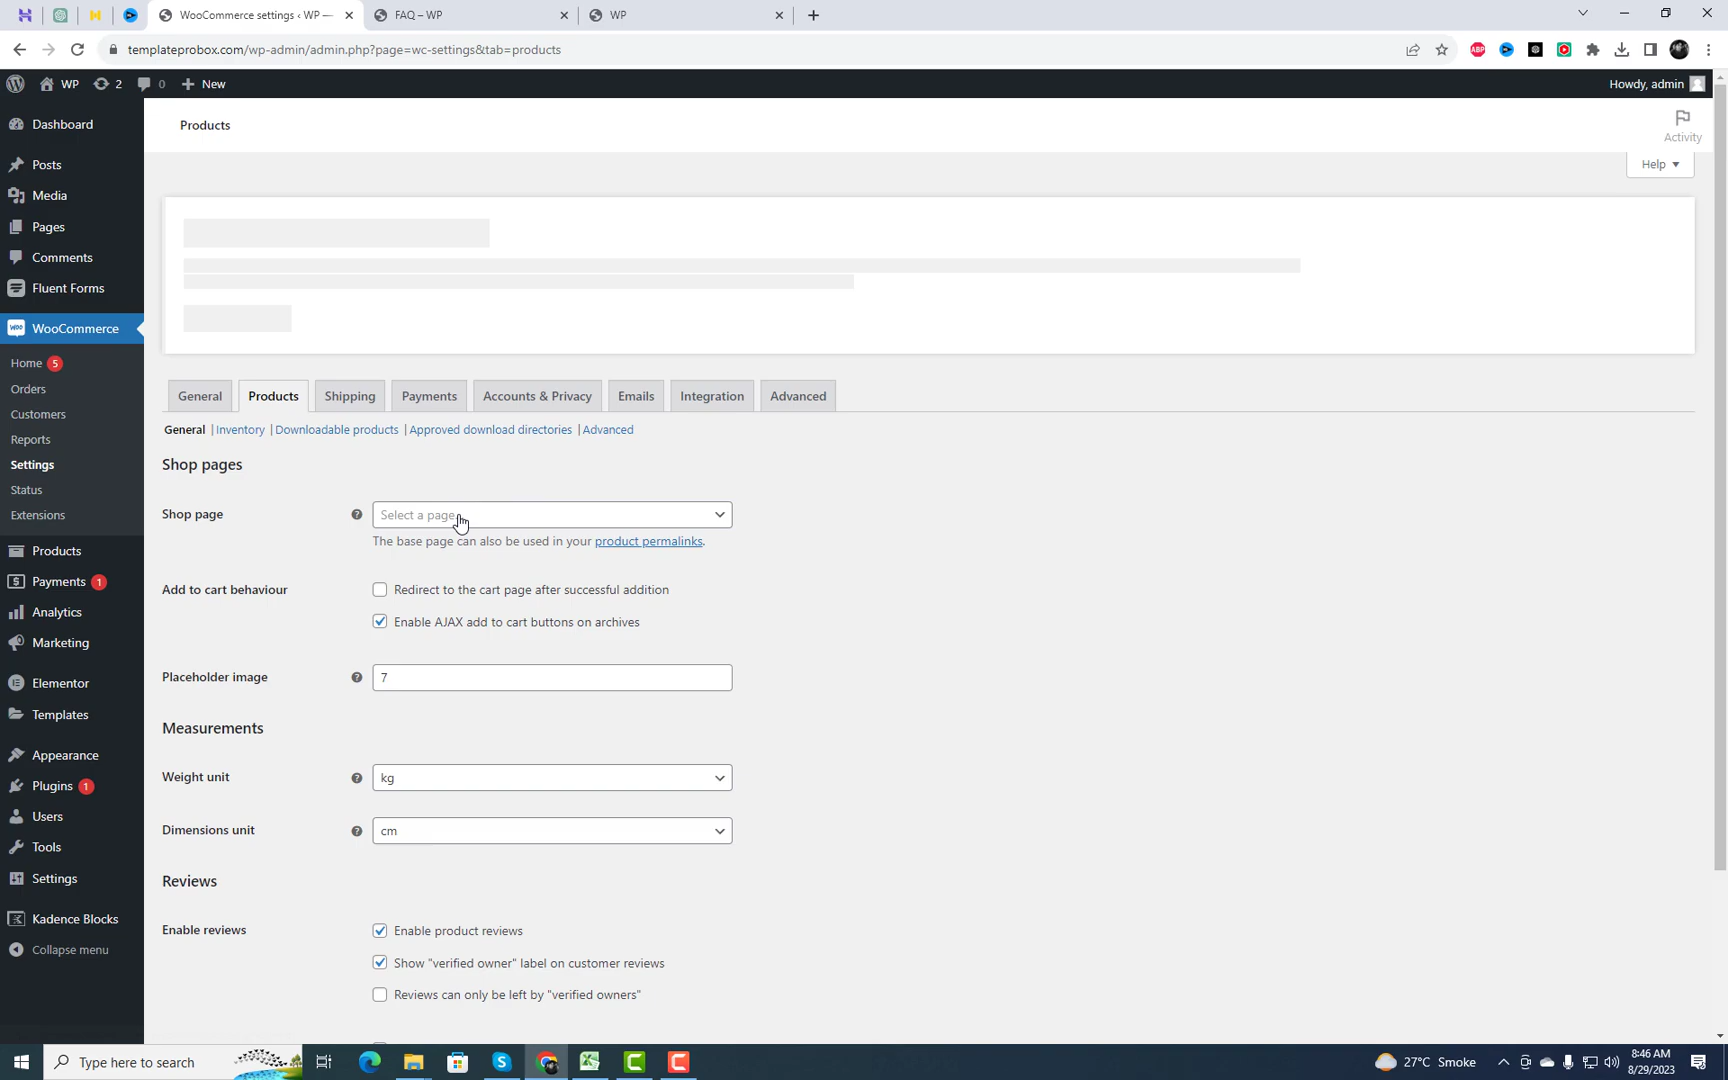 WooCommerce settings ‹ WP —
FAQ – WP
WP
templateprobox.com/wp-admin/admin.php?page=wc-settings&tab=products
ABP
WP
2
0
New
Howdy, admin
Dashboard
Posts
Media
Pages
Comments
Fluent Forms
WooCommerce
Home 5
Orders
Customers
Reports
Settings
Status
Extensions
Products
Payments 1
Analytics
Marketing
Elementor
Templates
Appearance
Plugins 1
Users
Tools
Settings
Kadence Blocks
Collapse menu
Products
Activity
Help
General
Products
Shipping
Payments
Accounts & Privacy
Emails
Integration
Advanced
General | Inventory | Downloadable products | Approved download directories | Advanced
Shop pages
Shop page
Select a page
The base page can also be used in your product permalinks.
Add to cart behaviour
Redirect to the cart page after successful addition
Enable AJAX add to cart buttons on archives
Placeholder image
7
Measurements
Weight unit
kg
Dimensions unit
cm
Reviews
Enable reviews
Enable product reviews
Show "verified owner" label on customer reviews
Reviews can only be left by "verified owners"
Type here to search
27°C Smoke
8:46 AM
8/29/2023